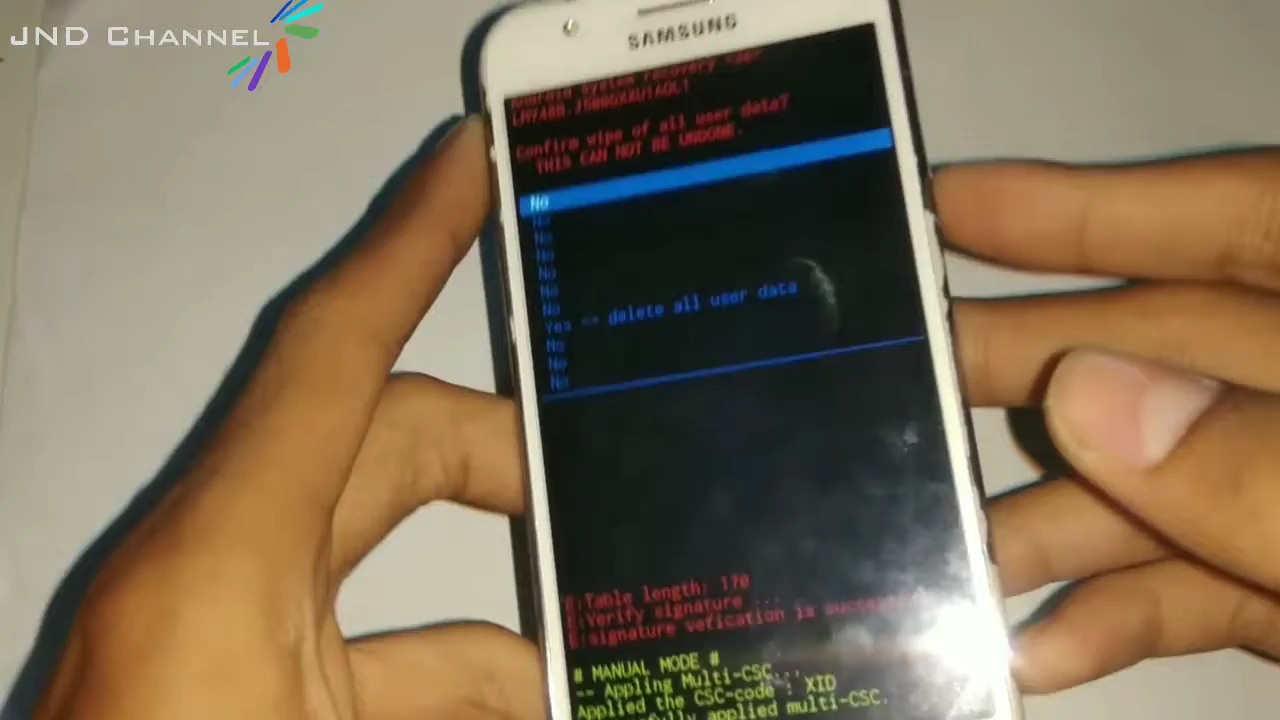 JND CHANNEL
SAMSUNG
Android system recovery <3e>
Confirm wipe of all user data?
THIS CAN NOT BE UNDONE.
No
No
No
No
No
No
No
Yes -- delete all user data
No
No
No
E:Table length: 170
E:Verify signature ...
E:signature vefication is
# MANUAL MODE #
-- Appling Multi-CSC...
Applied the CSC-code : XID
applied multi-CSC.